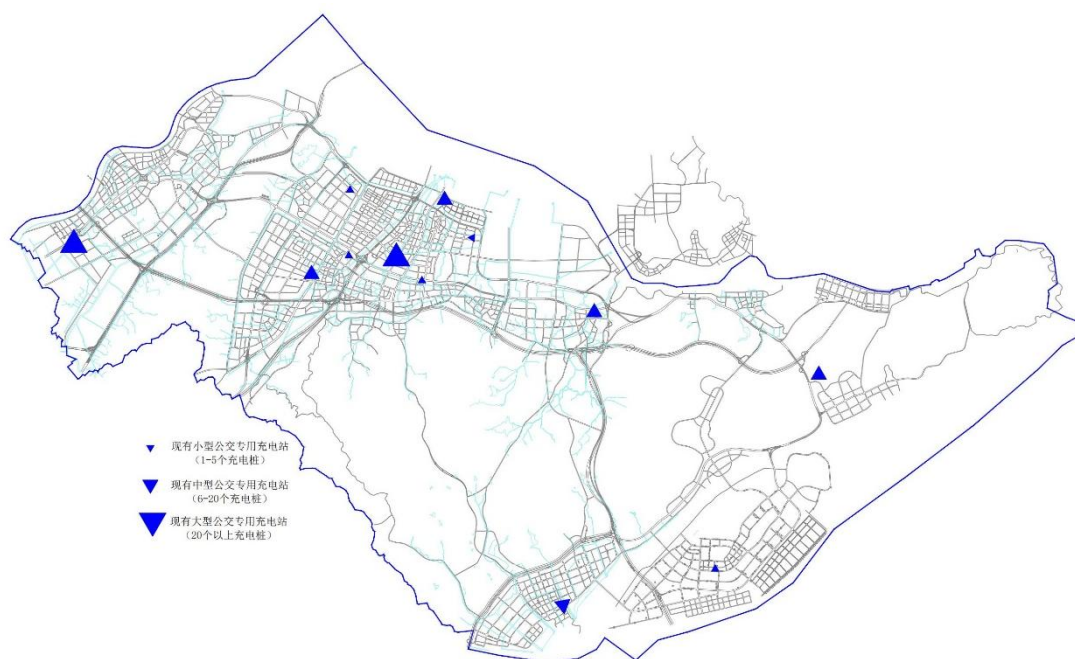 现有小型公交专用充电站
（1-5个充电桩）
现有中型公交专用充电站
（6-20个充电桩）
现有大型公交专用充电站
（20个以上充电桩）